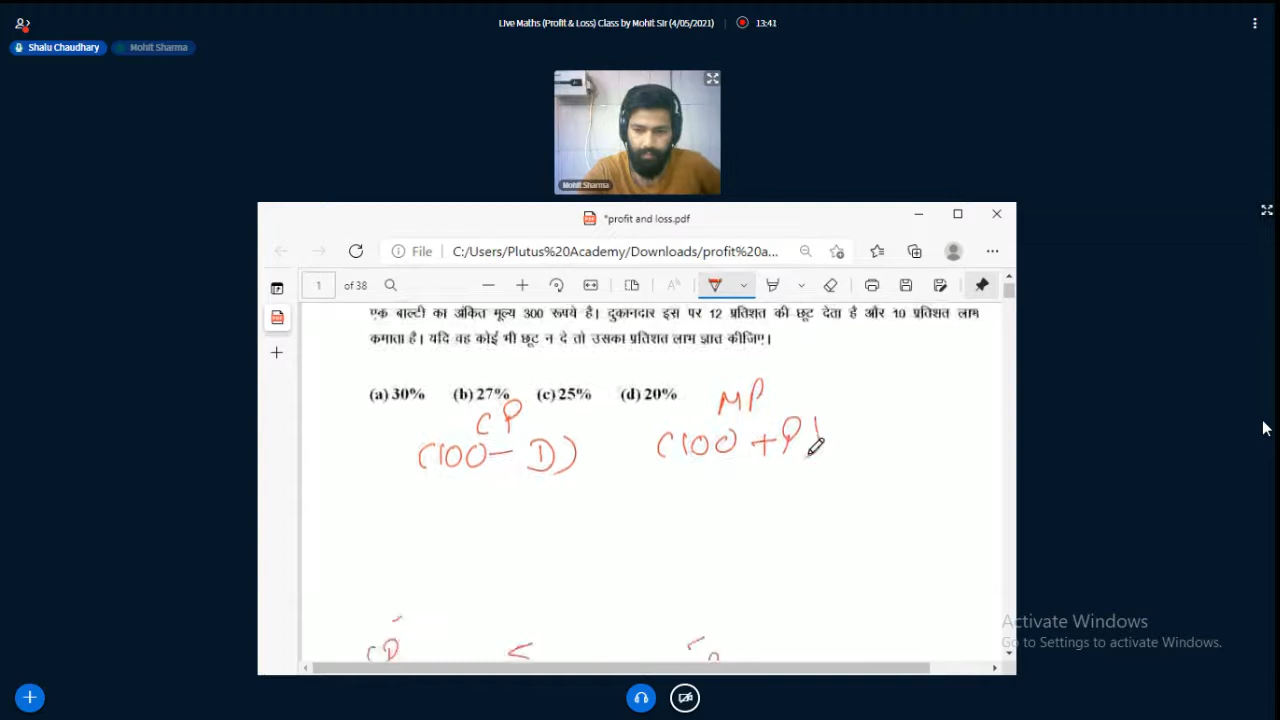 Live Maths (Profit & Loss) Class by Mohit Sir (4/05/2021) 13:41
Shalu Chaudhary Mohit Sharma
Mohit Sharma
*profit and loss.pdf
File C:/Users/Plutus%20Academy/Downloads/profit%20a...
1 of 38
एक बाल्टी का अंकित मूल्य 300 रूपये है। दुकानदार इस पर 12 प्रतिशत की छूट देता है और 10 प्रतिशत लाभ
कमाता है। यदि वह कोई भी छूट न दे तो उसका प्रतिशत लाभ ज्ञात कीजिए।
(a) 30% (b) 27% (c) 25% (d) 20%
CP MP
(100 - D) (100 + P)
CP <
Activate Windows
Go to Settings to activate Windows.